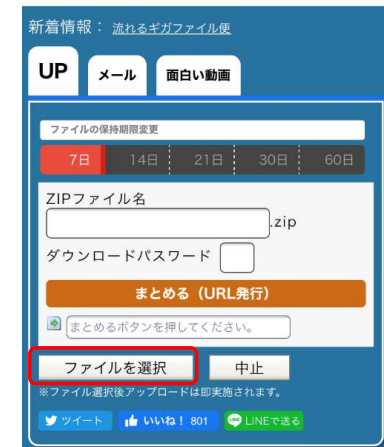 新着情報： 流れるギガファイル便
UP メール 面白い動画
ファイルの保持期限変更
7日 14日 21日 30日 60日
ZIPファイル名
.zip
ダウンロードパスワード
まとめる（URL発行）
まとめるボタンを押してください。
ファイルを選択 中止
※ファイル選択後アップロードは即実施されます。
ツイート いいね！ 801 LINEで送る